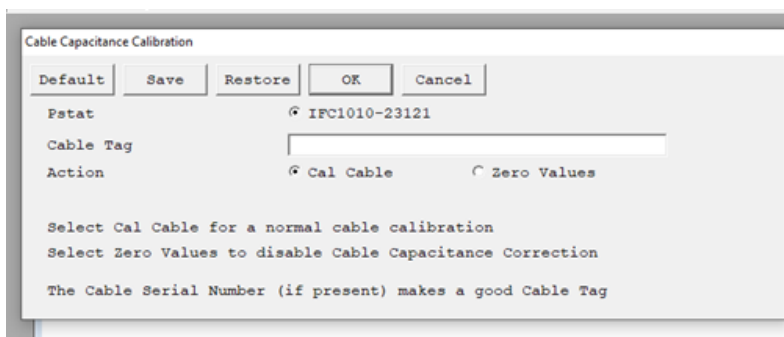 Cable Capacitance Calibration
Default Save Restore OK Cancel
Pstat IFC1010-23121
Cable Tag
Action Cal Cable Zero Values
Select Cal Cable for a normal cable calibration
Select Zero Values to disable Cable Capacitance Correction
The Cable Serial Number (if present) makes a good Cable Tag